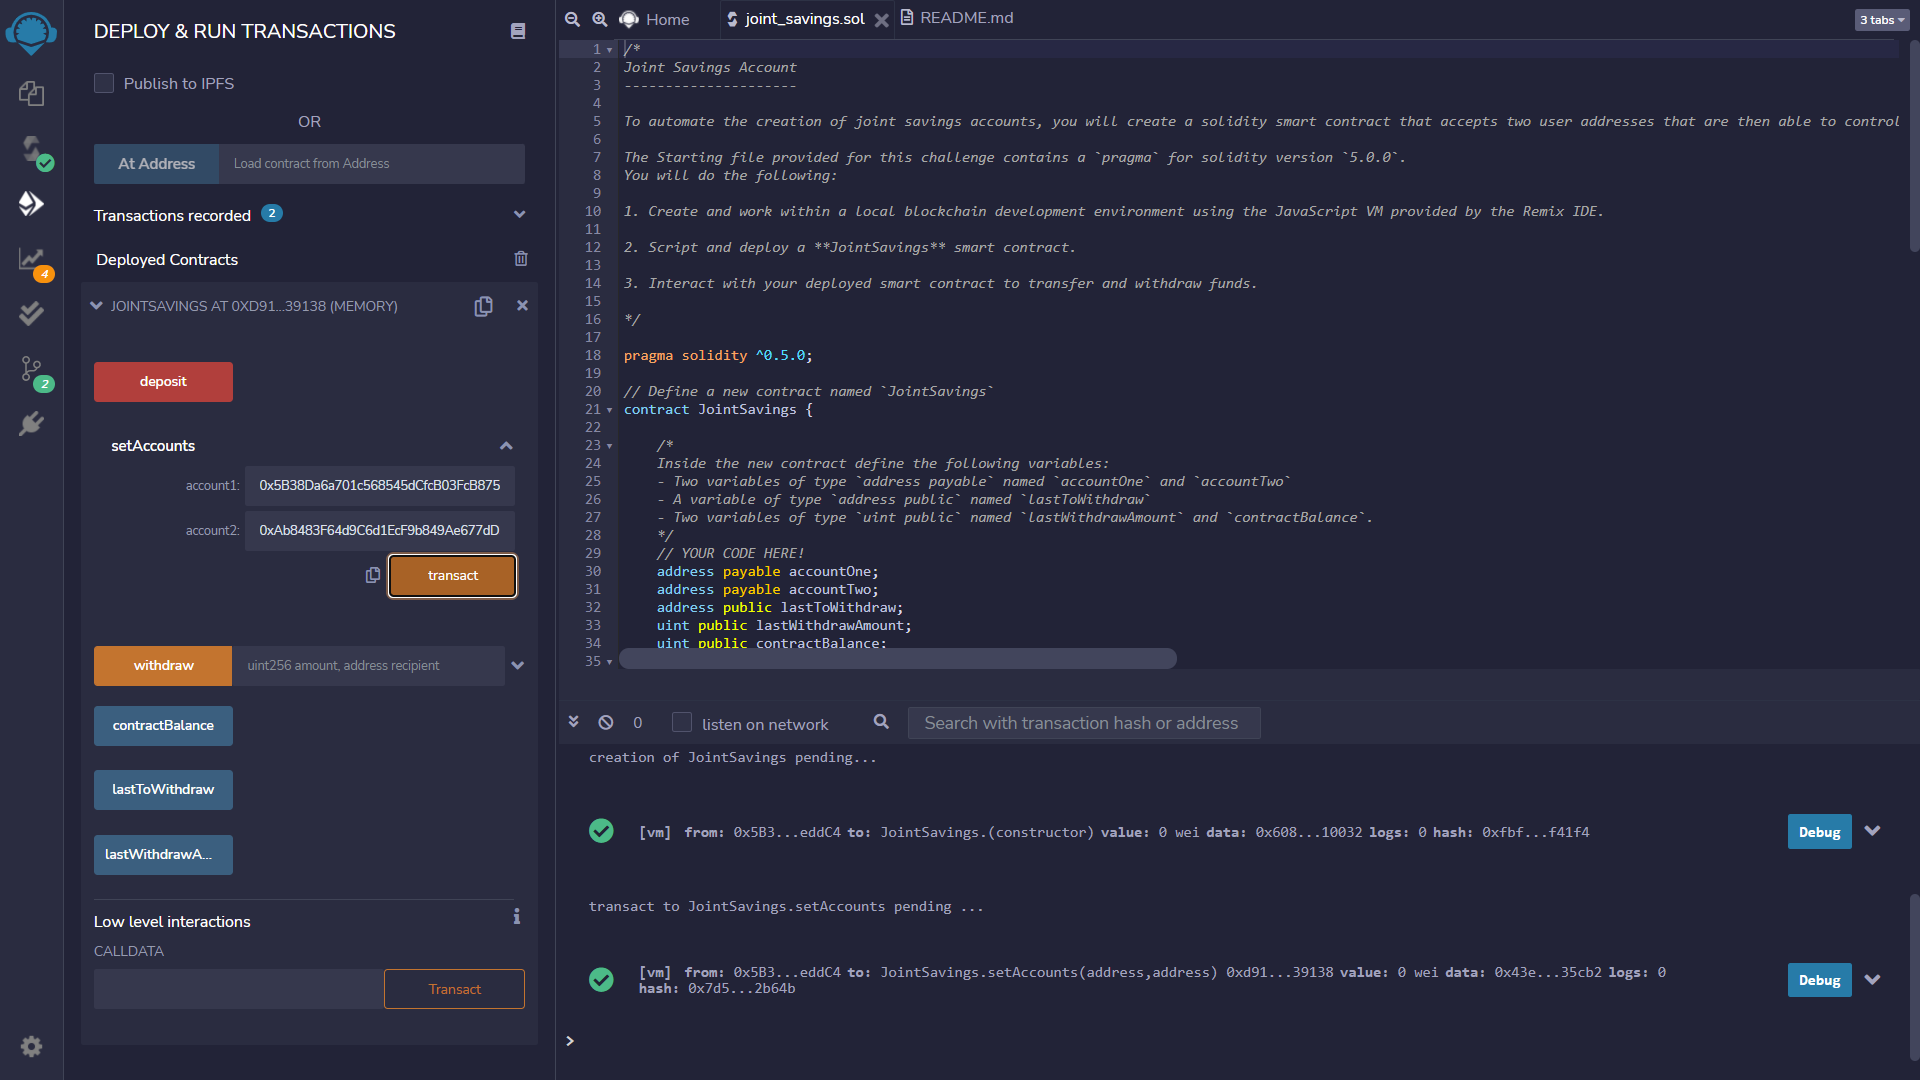 DEPLOY & RUN TRANSACTIONS
Publish to IPFS
OR
At Address
Load contract from Address
Transactions recorded 2
Deployed Contracts
JOINTSAVINGS AT 0XD91...39138 (MEMORY)
deposit
setAccounts
account1: 0x5B38Da6a701c568545dCfcB03FcB875
account2: 0xAb8483F64d9C6d1EcF9b849Ae677dD
transact
withdraw
uint256 amount, address recipient
contractBalance
lastToWithdraw
lastWithdrawA...
Low level interactions
CALLDATA
Transact
4
2
Home
joint_savings.sol
README.md
3 tabs
1 /*
2 Joint Savings Account
3 ---------------------
4
5 To automate the creation of joint savings accounts, you will create a solidity smart contract that accepts two user addresses that are then able to control
6
7 The Starting file provided for this challenge contains a `pragma` for solidity version `5.0.0`.
8 You will do the following:
9
10 1. Create and work within a local blockchain development environment using the JavaScript VM provided by the Remix IDE.
11
12 2. Script and deploy a **JointSavings** smart contract.
13
14 3. Interact with your deployed smart contract to transfer and withdraw funds.
15
16 */
17
18 pragma solidity ^0.5.0;
19
20 // Define a new contract named `JointSavings`
21 contract JointSavings {
22
23 /*
24 Inside the new contract define the following variables:
25 - Two variables of type `address payable` named `accountOne` and `accountTwo`
26 - A variable of type `address public` named `lastToWithdraw`
27 - Two variables of type `uint public` named `lastWithdrawAmount` and `contractBalance`.
28 */
29 // YOUR CODE HERE!
30 address payable accountOne;
31 address payable accountTwo;
32 address public lastToWithdraw;
33 uint public lastWithdrawAmount;
34 uint public contractBalance;
35
0
listen on network
Search with transaction hash or address
creation of JointSavings pending...
[vm] from: 0x5B3...eddC4 to: JointSavings.(constructor) value: 0 wei data: 0x608...10032 logs: 0 hash: 0xfbf...f41f4
Debug
transact to JointSavings.setAccounts pending ...
[vm] from: 0x5B3...eddC4 to: JointSavings.setAccounts(address,address) 0xd91...39138 value: 0 wei data: 0x43e...35cb2 logs: 0
hash: 0x7d5...2b64b
Debug
>